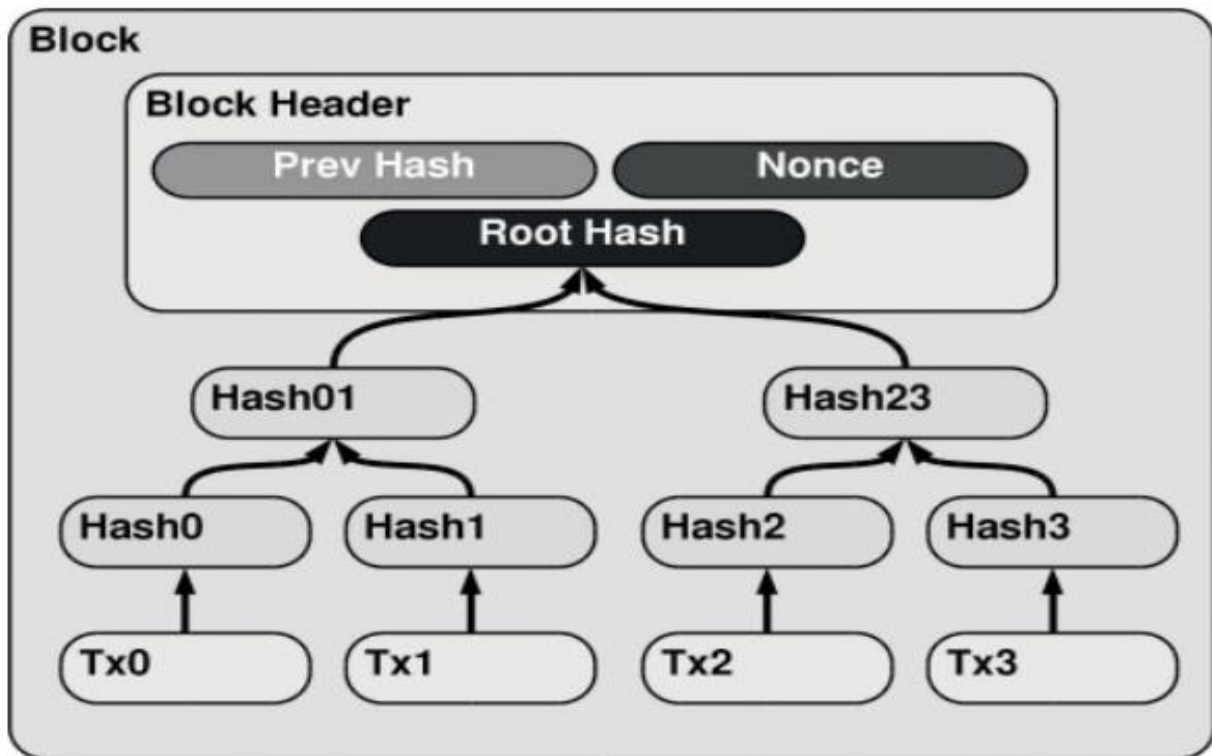 Block
Block Header
Prev Hash
Nonce
Root Hash
Hash01
Hash23
Hash0
Hash1
Hash2
Hash3
Tx0
Tx1
Tx2
Tx3